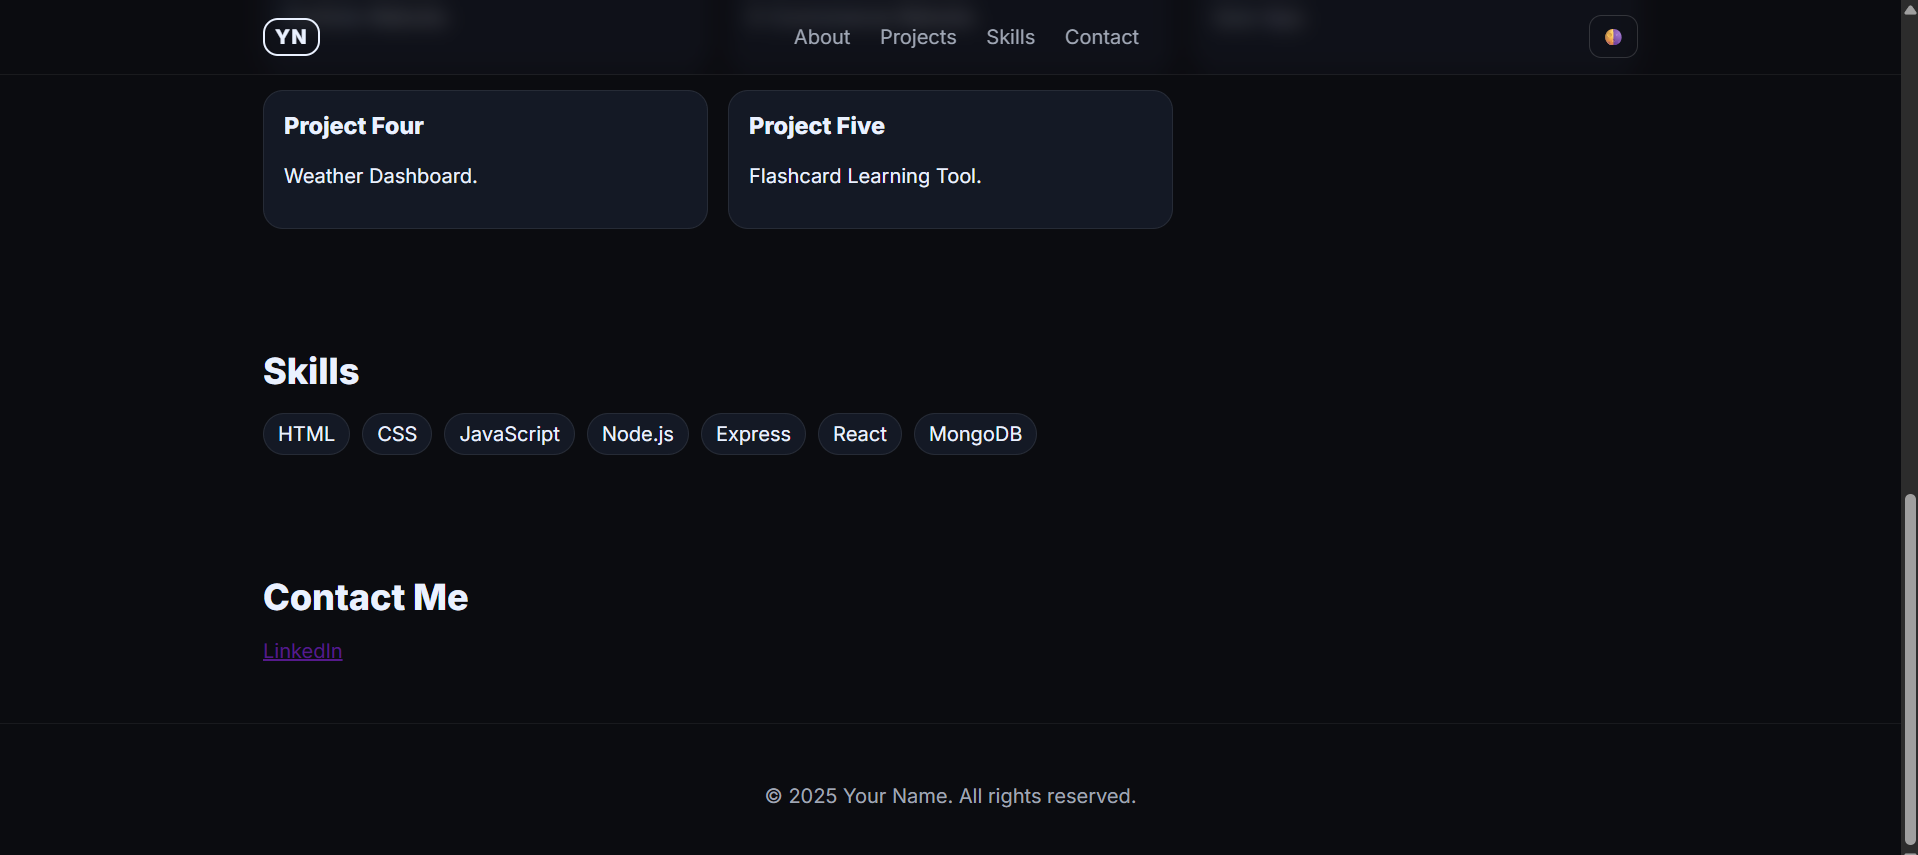 YN
About Projects Skills Contact
Project Four
Weather Dashboard.
Project Five
Flashcard Learning Tool.
Skills
HTML CSS JavaScript Node.js Express React MongoDB
Contact Me
LinkedIn
© 2025 Your Name. All rights reserved.